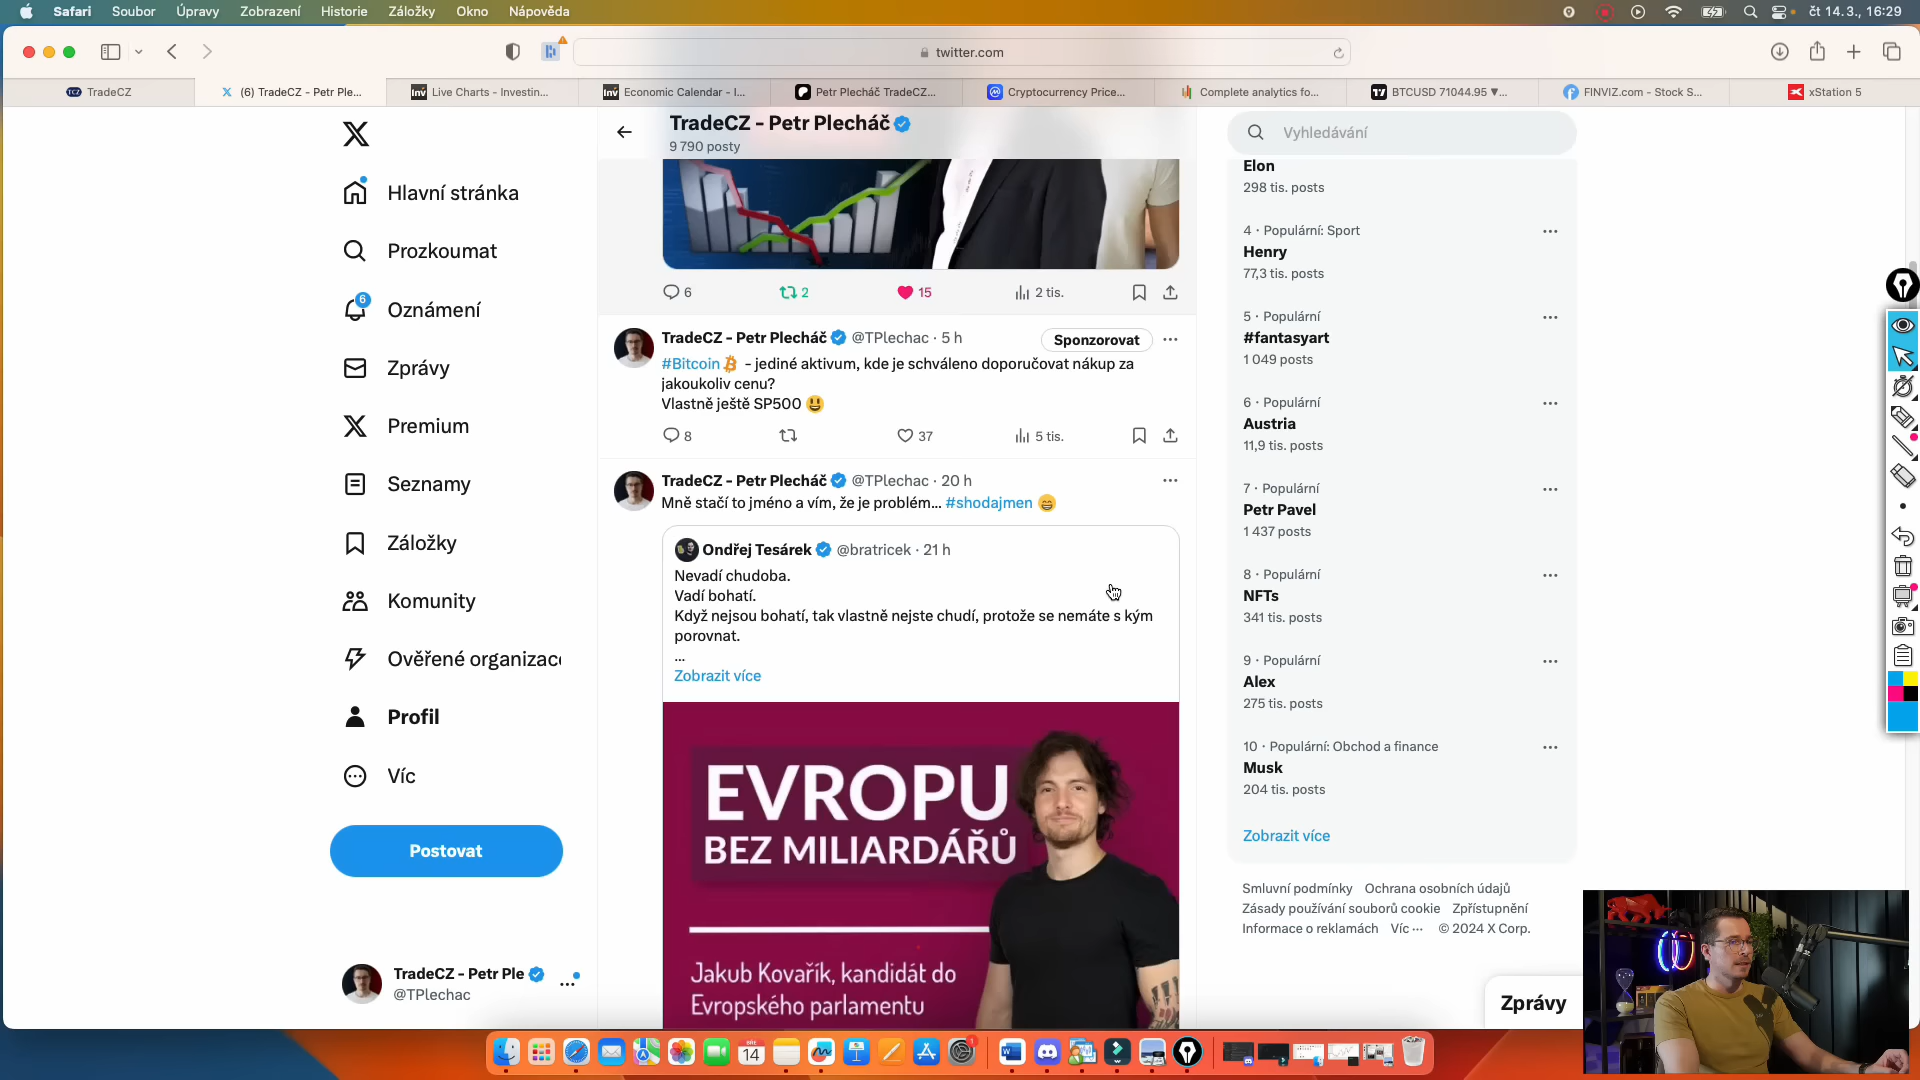 Safari Soubor Úpravy Zobrazení Historie Záložky Okno Nápověda
čt 14.3., 16:29
twitter.com
TradeCZ
(6) TradeCZ - Petr Ple...
Live Charts - Investin...
Economic Calendar - I...
Petr Plecháč TradeCZ...
Cryptocurrency Price...
Complete analytics fo...
BTCUSD 71044.95 ▼...
FINVIZ.com - Stock S...
xStation 5
Hlavní stránka
Prozkoumat
6
Oznámení
Zprávy
Premium
Seznamy
Záložky
Komunity
Ověřené organizac
Profil
Víc
Postovat
TradeCZ - Petr Ple
@TPlechac
TradeCZ - Petr Plecháč
9 790 posty
6 2 15 2 tis.
TradeCZ - Petr Plecháč @TPlechac · 5 h
Sponzorovat
#Bitcoin - jediné aktivum, kde je schváleno doporučovat nákup za
jakoukoliv cenu?
Vlastně ještě SP500 😃
8 37 5 tis.
TradeCZ - Petr Plecháč @TPlechac · 20 h
Mně stačí to jméno a vím, že je problém... #shodajmen 😄
Ondřej Tesárek @bratricek · 21 h
Nevadí chudoba.
Vadí bohatí.
Když nejsou bohatí, tak vlastně nejste chudí, protože se nemáte s kým
porovnat.
...
Zobrazit více
EVROPU
BEZ MILIARDÁŘŮ
Jakub Kovařík, kandidát do
Evropského parlamentu
Vyhledávání
Elon
298 tis. posts
4 · Populární: Sport
Henry
77,3 tis. posts
5 · Populární
#fantasyart
1 049 posts
6 · Populární
Austria
11,9 tis. posts
7 · Populární
Petr Pavel
1 437 posts
8 · Populární
NFTs
341 tis. posts
9 · Populární
Alex
275 tis. posts
10 · Populární: Obchod a finance
Musk
204 tis. posts
Zobrazit více
Smluvní podmínky Ochrana osobních údajů
Zásady používání souborů cookie Zpřístupnění
Informace o reklamách Víc ··· © 2024 X Corp.
Zprávy
14